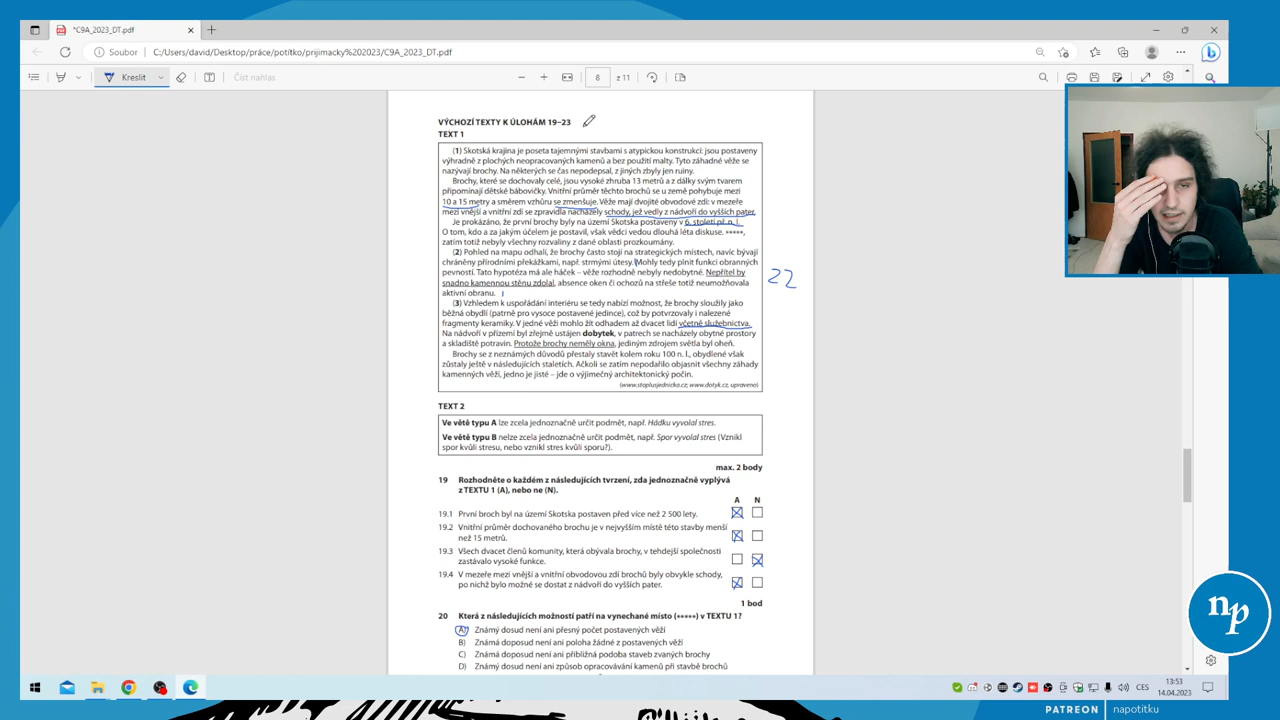 *C9A_2023_DT.pdf
Soubor
C:/Users/david/Desktop/práce/potítko/prijimacky%202023/C9A_2023_DT.pdf
Kreslit
Číst nahlas
8
z 11
VÝCHOZÍ TEXTY K ÚLOHÁM 19–23
TEXT 1
(1) Skotská krajina je poseta tajemnými stavbami s atypickou konstrukcí: jsou postaveny
výhradně z plochých neopracovaných kamenů a bez použití malty. Tyto záhadné věže se
nazývají brochy. Na některých se čas nepodepsal, z jiných zbyly jen ruiny.
Brochy, které se dochovaly celé, jsou vysoké zhruba 13 metrů a z dálky svým tvarem
připomínají dětské bábovičky. Vnitřní průměr těchto brochů se u země pohybuje mezi
10 a 15 metry a směrem vzhůru se zmenšuje. Věže mají dvojité obvodové zdi: v mezeře
mezi vnější a vnitřní zdí se zpravidla nacházely schody, jež vedly z nádvoří do vyšších pater.
Je prokázáno, že první brochy byly na území Skotska postaveny v 6. století př. n. l.
O tom, kdo a za jakým účelem je postavil, však vědci vedou dlouhá léta diskuse. *****,
zatím totiž nebyly všechny rozvaliny z dané oblasti prozkoumány.
(2) Pohled na mapu odhalí, že brochy často stojí na strategických místech, navíc bývají
chráněny přírodními překážkami, např. strmými útesy. Mohly tedy plnit funkci obranných
pevností. Tato hypotéza má ale háček – věže rozhodně nebyly nedobytné. Nepřítel by
snadno kamennou stěnu zdolal, absence oken či ochozů na střeše totiž neumožňovala
aktivní obranu.
22
(3) Vzhledem k uspořádání interiéru se tedy nabízí možnost, že brochy sloužily jako
běžná obydlí (patrně pro vysoce postavené jedince), což by potvrzovaly i nalezené
fragmenty keramiky. V jedné věži mohlo žít odhadem až dvacet lidí včetně služebnictva.
Na nádvoří v přízemí byl zřejmě ustájen dobytek, v patrech se nacházely obytné prostory
a skladiště potravin. Protože brochy neměly okna, jediným zdrojem světla byl oheň.
Brochy se z neznámých důvodů přestaly stavět kolem roku 100 n. l., obydlené však
zůstaly ještě v následujících staletích. Ačkoli se zatím nepodařilo objasnit všechny záhady
kamenných věží, jedno je jisté – jde o výjimečný architektonický počin.
(www.stoplusjednicka.cz; www.dotyk.cz, upraveno)
TEXT 2
Ve větě typu A lze zcela jednoznačně určit podmět, např. Hádku vyvolal stres.
Ve větě typu B nelze zcela jednoznačně určit podmět, např. Spor vyvolal stres (Vznikl
spor kvůli stresu, nebo vznikl stres kvůli sporu?).
max. 2 body
19 Rozhodněte o každém z následujících tvrzení, zda jednoznačně vyplývá
z TEXTU 1 (A), nebo ne (N).
A N
19.1 První broch byl na území Skotska postaven před více než 2 500 lety.
19.2 Vnitřní průměr dochovaného brochu je v nejvyšším místě této stavby menší
než 15 metrů.
19.3 Všech dvacet členů komunity, která obývala brochy, v tehdejší společnosti
zastávalo vysoké funkce.
19.4 V mezeře mezi vnější a vnitřní obvodovou zdí brochů byly obvykle schody,
po nichž bylo možné se dostat z nádvoří do vyšších pater.
1 bod
20 Která z následujících možností patří na vynechané místo (*****) v TEXTU 1?
A) Známý dosud není ani přesný počet postavených věží
B) Známá doposud není ani poloha žádné z postavených věží
C) Známá doposud není ani přibližná podoba staveb zvaných brochy
D) Známý dosud není ani způsob opracovávání kamenů při stavbě brochů
np
CES
13:53
14.04.2023
PATREON
napotitku